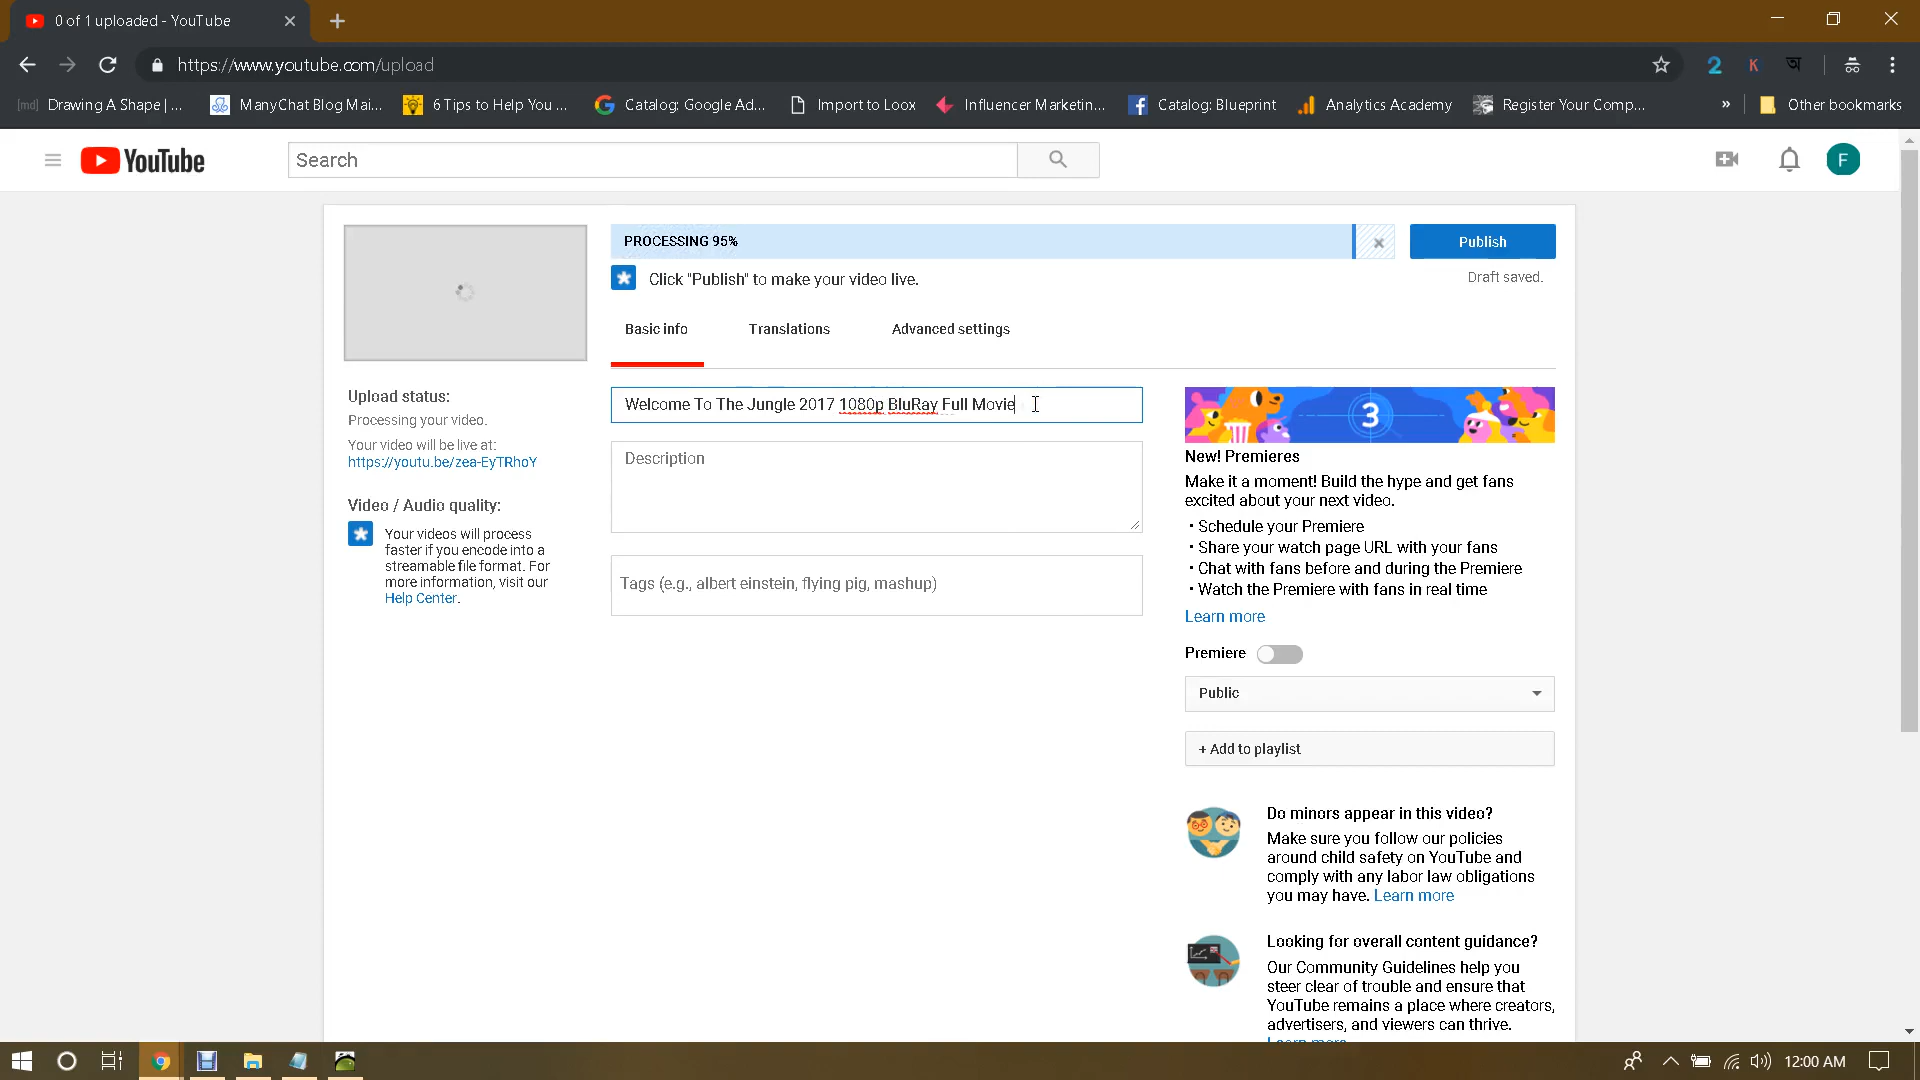 0 of 1 uploaded - YouTube
https://www.youtube.com/upload
[md] Drawing A Shape | ...
ManyChat Blog Mai...
6 Tips to Help You ...
Catalog: Google Ad...
Import to Loox
Influencer Marketin...
Catalog: Blueprint
Analytics Academy
Register Your Comp...
»
Other bookmarks
YouTube
Search
F
PROCESSING 95%
Publish
Click "Publish" to make your video live.
Draft saved.
Basic info
Translations
Advanced settings
Upload status:
Processing your video.
Your video will be live at:
https://youtu.be/zea-EyTRhoY
Video / Audio quality:
Your videos will process
faster if you encode into a
streamable file format. For
more information, visit our
Help Center.
Welcome To The Jungle 2017 1080p BluRay Full Movie
Description
Tags (e.g., albert einstein, flying pig, mashup)
3
New! Premieres
Make it a moment! Build the hype and get fans
excited about your next video.
• Schedule your Premiere
• Share your watch page URL with your fans
• Chat with fans before and during the Premiere
• Watch the Premiere with fans in real time
Learn more
Premiere
Public
+ Add to playlist
Do minors appear in this video?
Make sure you follow our policies
around child safety on YouTube and
comply with any labor law obligations
you may have. Learn more
Looking for overall content guidance?
Our Community Guidelines help you
steer clear of trouble and ensure that
YouTube remains a place where creators,
advertisers, and viewers can thrive.
Learn more
12:00 AM